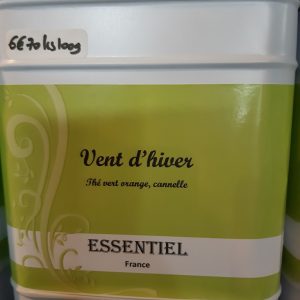 6€70 les 100g
Vent d'hiver
Thé vert orange, cannelle
ESSENTIEL
France